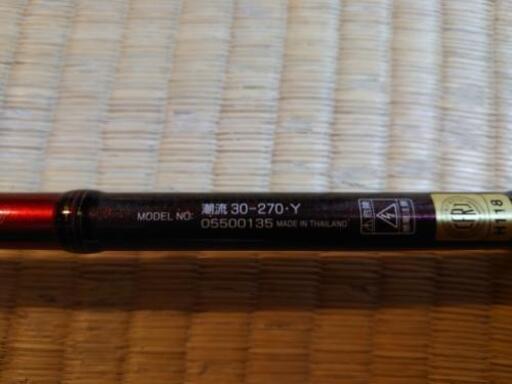 MODEL NO: 潮流 30-270・Y
05500135 MADE IN THAILAND
H118